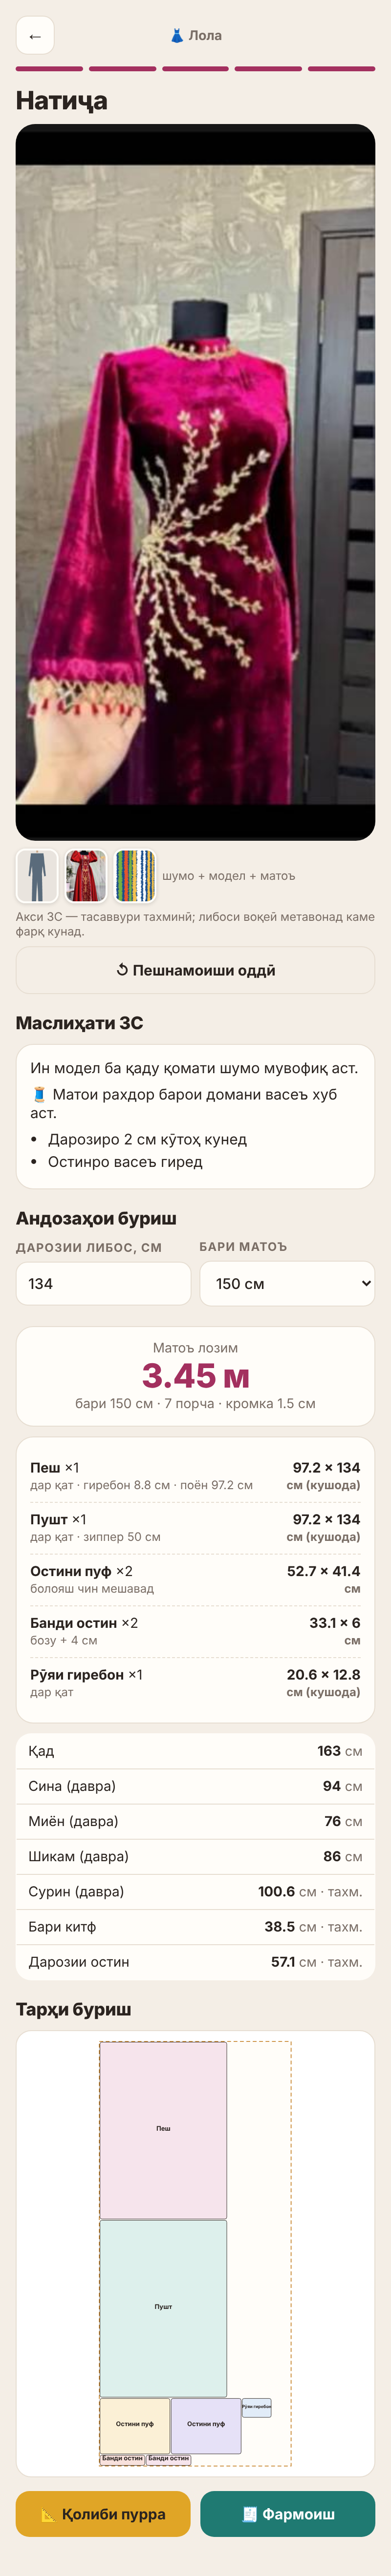 ←
👗 Лола
Натиҷа
шумо + модел + матоъ
Акси ЗС — тасаввури тахминӣ; либоси воқеӣ метавонад каме
фарқ кунад.
↺ Пешнамоиши оддӣ
Маслиҳати ЗС
Ин модел ба қаду қомати шумо мувофиқ аст.
🧵 Матои рахдор барои домани васеъ хуб
аст.
• Дарозиро 2 см кӯтоҳ кунед
• Остинро васеъ гиред
Андозаҳои буриш
ДАРОЗИИ ЛИБОС, СМ
БАРИ МАТОЪ
134
150 см
Матоъ лозим
3.45 м
бари 150 см · 7 порча · кромка 1.5 см
Пеш ×1 97.2 × 134
дар қат · гиребон 8.8 см · поён 97.2 см см (кушода)
Пушт ×1 97.2 × 134
дар қат · зиппер 50 см см (кушода)
Остини пуф ×2 52.7 × 41.4
болояш чин мешавад см
Банди остин ×2 33.1 × 6
бозу + 4 см см
Рӯяи гиребон ×1 20.6 × 12.8
дар қат см (кушода)
Қад 163 см
Сина (давра) 94 см
Миён (давра) 76 см
Шикам (давра) 86 см
Сурин (давра) 100.6 см · тахм.
Бари китф 38.5 см · тахм.
Дарозии остин 57.1 см · тахм.
Тарҳи буриш
Пеш
Пушт
Остини пуф
Остини пуф
Рӯяи гиребон
Банди остин
Банди остин
📐 Қолиби пурра
🧾 Фармоиш